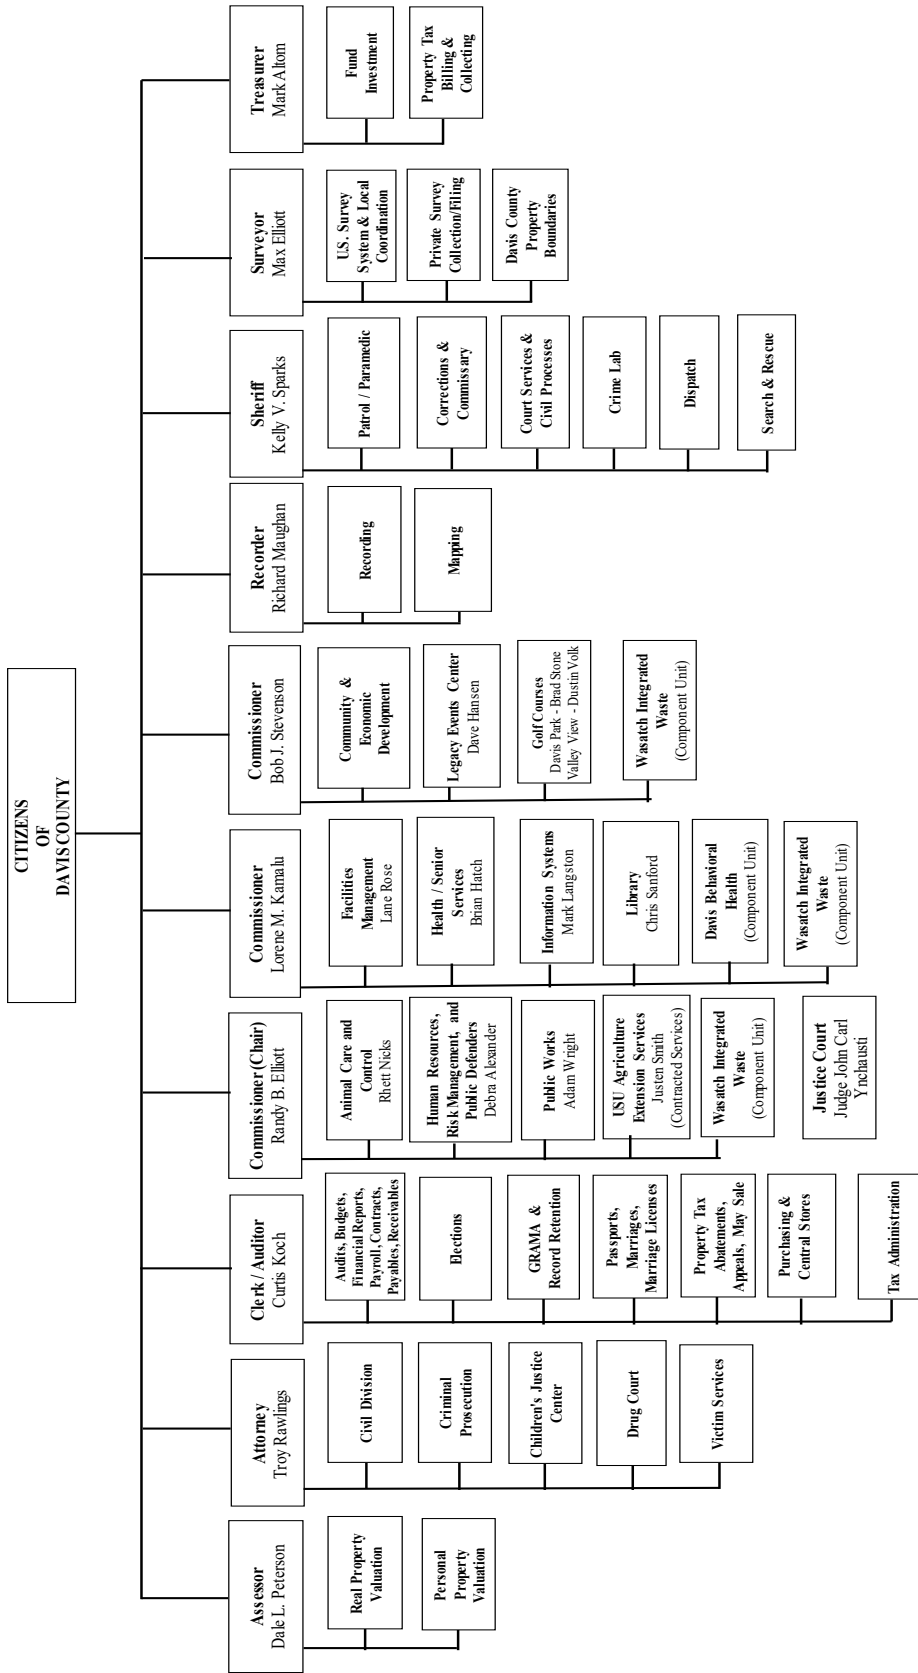 CITIZENS
OF
DAVIS COUNTY
Assessor
Dale L. Peterson
Real Property
Valuation
Personal
Property
Valuation
Attorney
Troy Rawlings
Civil Division
Criminal
Prosecution
Children's Justice
Center
Drug Court
Victim Services
Clerk / Auditor
Curtis Koch
Audits, Budgets,
Financial Reports,
Payroll, Contracts,
Payables, Receivables
Elections
GRAMA &
Record Retention
Passports,
Marriages,
Marriage Licenses
Property Tax
Abatements,
Appeals, May Sale
Purchasing &
Central Stores
Tax Administration
Commissioner (Chair)
Randy B. Elliott
Animal Care and
Control
Rhett Nicks
Human Resources,
Risk Management, and
Public Defenders
Debra Alexander
Public Works
Adam Wright
USU Agriculture
Extension Services
Justen Smith
(Contracted Services)
Wasatch Integrated
Waste
(Component Unit)
Justice Court
Judge John Carl
Ynchausti
Commissioner
Lorene M. Kamalu
Facilities
Management
Lane Rose
Health / Senior
Services
Brian Hatch
Information Systems
Mark Langston
Library
Chris Sanford
Davis Behavioral
Health
(Component Unit)
Wasatch Integrated
Waste
(Component Unit)
Commissioner
Bob J. Stevenson
Community &
Economic
Development
Legacy Events Center
Dave Hansen
Golf Courses
Davis Park - Brad Stone
Valley View - Dustin Volk
Wasatch Integrated
Waste
(Component Unit)
Recorder
Richard Maughan
Recording
Mapping
Sheriff
Kelly V. Sparks
Patrol / Paramedic
Corrections &
Commissary
Court Services &
Civil Processes
Crime Lab
Dispatch
Search & Rescue
Surveyor
Max Elliott
U.S. Survey
System & Local
Coordination
Private Survey
Collection/Filing
Davis County
Property
Boundaries
Treasurer
Mark Altom
Fund
Investment
Property Tax
Billing &
Collecting